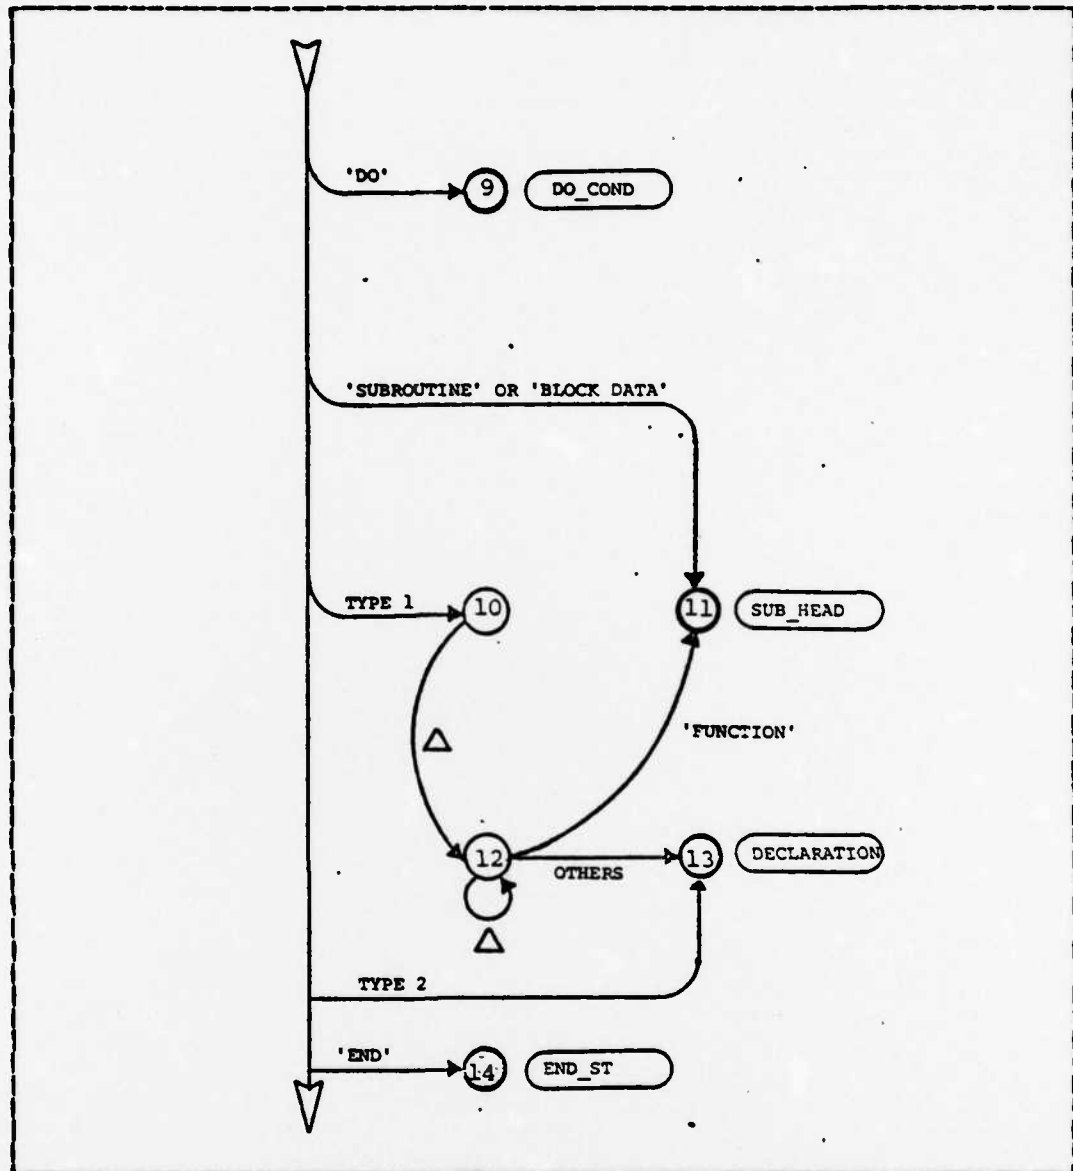 'DO' 9 DO_COND
'SUBROUTINE' OR 'BLOCK DATA'
TYPE 1 10 11 SUB_HEAD
'FUNCTION'
△
12 OTHERS 13 DECLARATION
△
TYPE 2
'END' 14 END_ST